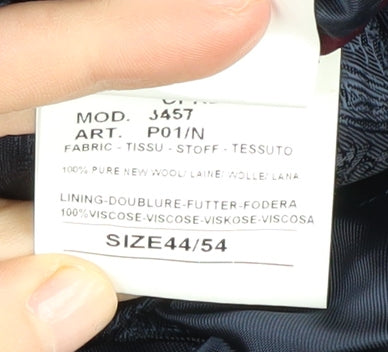 MOD. J457
ART. P01/N
FABRIC - TISSU - STOFF - TESSUTO
100% PURE NEW WOOL/ LAINE/ WOLLE/ LANA
LINING-DOUBLURE-FUTTER-FODERA
100%VISCOSE-VISCOSE-VISKOSE-VISCOSA
SIZE44/54